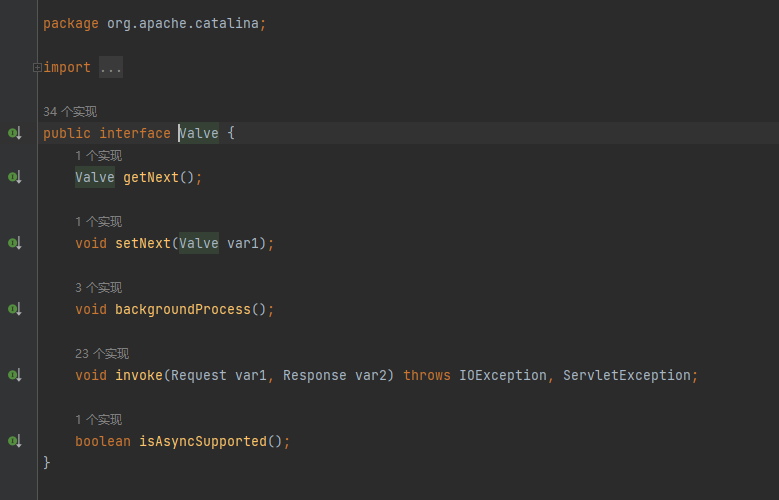 package org.apache.catalina;
import ...
34 个实现
public interface Valve {
1 个实现
Valve getNext();
1 个实现
void setNext(Valve var1);
3 个实现
void backgroundProcess();
23 个实现
void invoke(Request var1, Response var2) throws IOException, ServletException;
1 个实现
boolean isAsyncSupported();
}